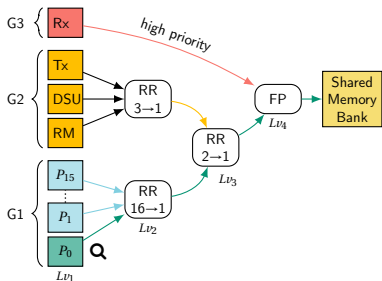 G3
Rx
high priority
G2
Tx
DSU
RM
RR
3→1
FP
Lv4
Shared
Memory
Bank
RR
2→1
Lv3
G1
P15
P1
P0
Lv1
RR
16→1
Lv2